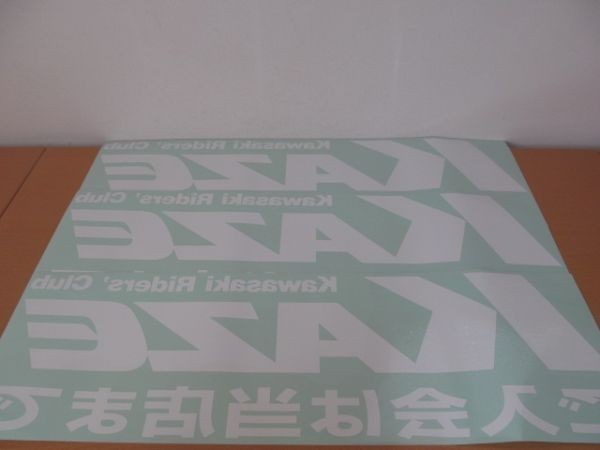 Kawasaki Riders' Club
KAZE
Kawasaki Riders' Club
KAZE
Kawasaki Riders' Club
KAZE
ご入会は当店まで